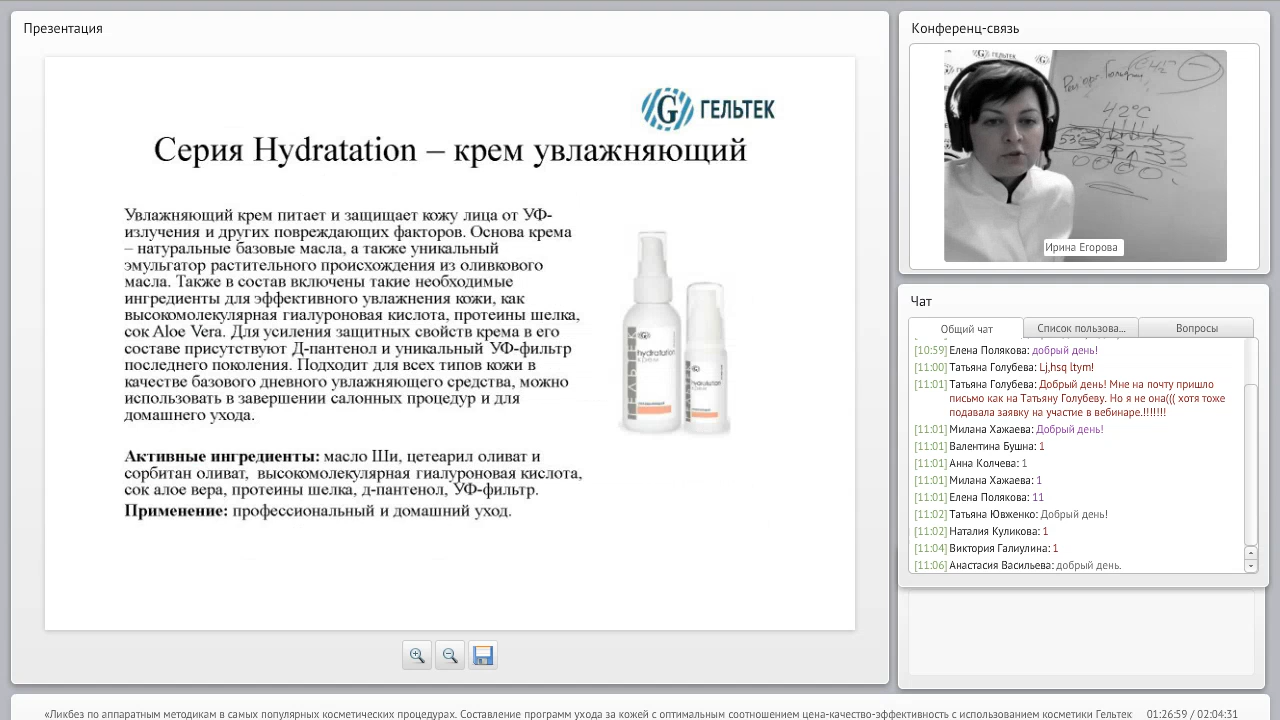 Презентация
ГЕЛЬТЕК
Серия Hydratation – крем увлажняющий
Увлажняющий крем питает и защищает кожу лица от УФ-
излучения и других повреждающих факторов. Основа крема
– натуральные базовые масла, а также уникальный
эмульгатор растительного происхождения из оливкового
масла. Также в состав включены такие необходимые
ингредиенты для эффективного увлажнения кожи, как
высокомолекулярная гиалуроновая кислота, протеины шелка,
сок Aloe Vera. Для усиления защитных свойств крема в его
составе присутствуют Д-пантенол и уникальный УФ-фильтр
последнего поколения. Подходит для всех типов кожи в
качестве базового дневного увлажняющего средства, можно
использовать в завершении салонных процедур и для
домашнего ухода.
Активные ингредиенты: масло Ши, цетеарил оливат и
сорбитан оливат, высокомолекулярная гиалуроновая кислота,
сок алое вера, протеины шелка, д-пантенол, УФ-фильтр.
Применение: профессиональный и домашний уход.
hydratation
hydratation
Конференц-связь
42°C
Ирина Егорова
Чат
Общий чат
Список пользова...
Вопросы
[10:59] Елена Полякова: добрый день!
[11:00] Татьяна Голубева: Lj,hsq ltym!
[11:01] Татьяна Голубева: Добрый день! Мне на почту пришло
письмо как на Татьяну Голубеву. Но я не она((( хотя тоже
подавала заявку на участие в вебинаре.!!!!!!!
[11:01] Милана Хажаева: Добрый день!
[11:01] Валентина Бушна: 1
[11:01] Анна Колчева: 1
[11:01] Милана Хажаева: 1
[11:01] Елена Полякова: 11
[11:02] Татьяна Ювженко: Добрый день!
[11:02] Наталия Куликова: 1
[11:04] Виктория Галиулина: 1
[11:06] Анастасия Васильева: добрый день.
«Ликбез по аппаратным методикам в самых популярных косметических процедурах. Составление программ ухода за кожей с оптимальным соотношением цена-качество-эффективность с использованием косметики Гельтек
01:26:59 / 02:04:31